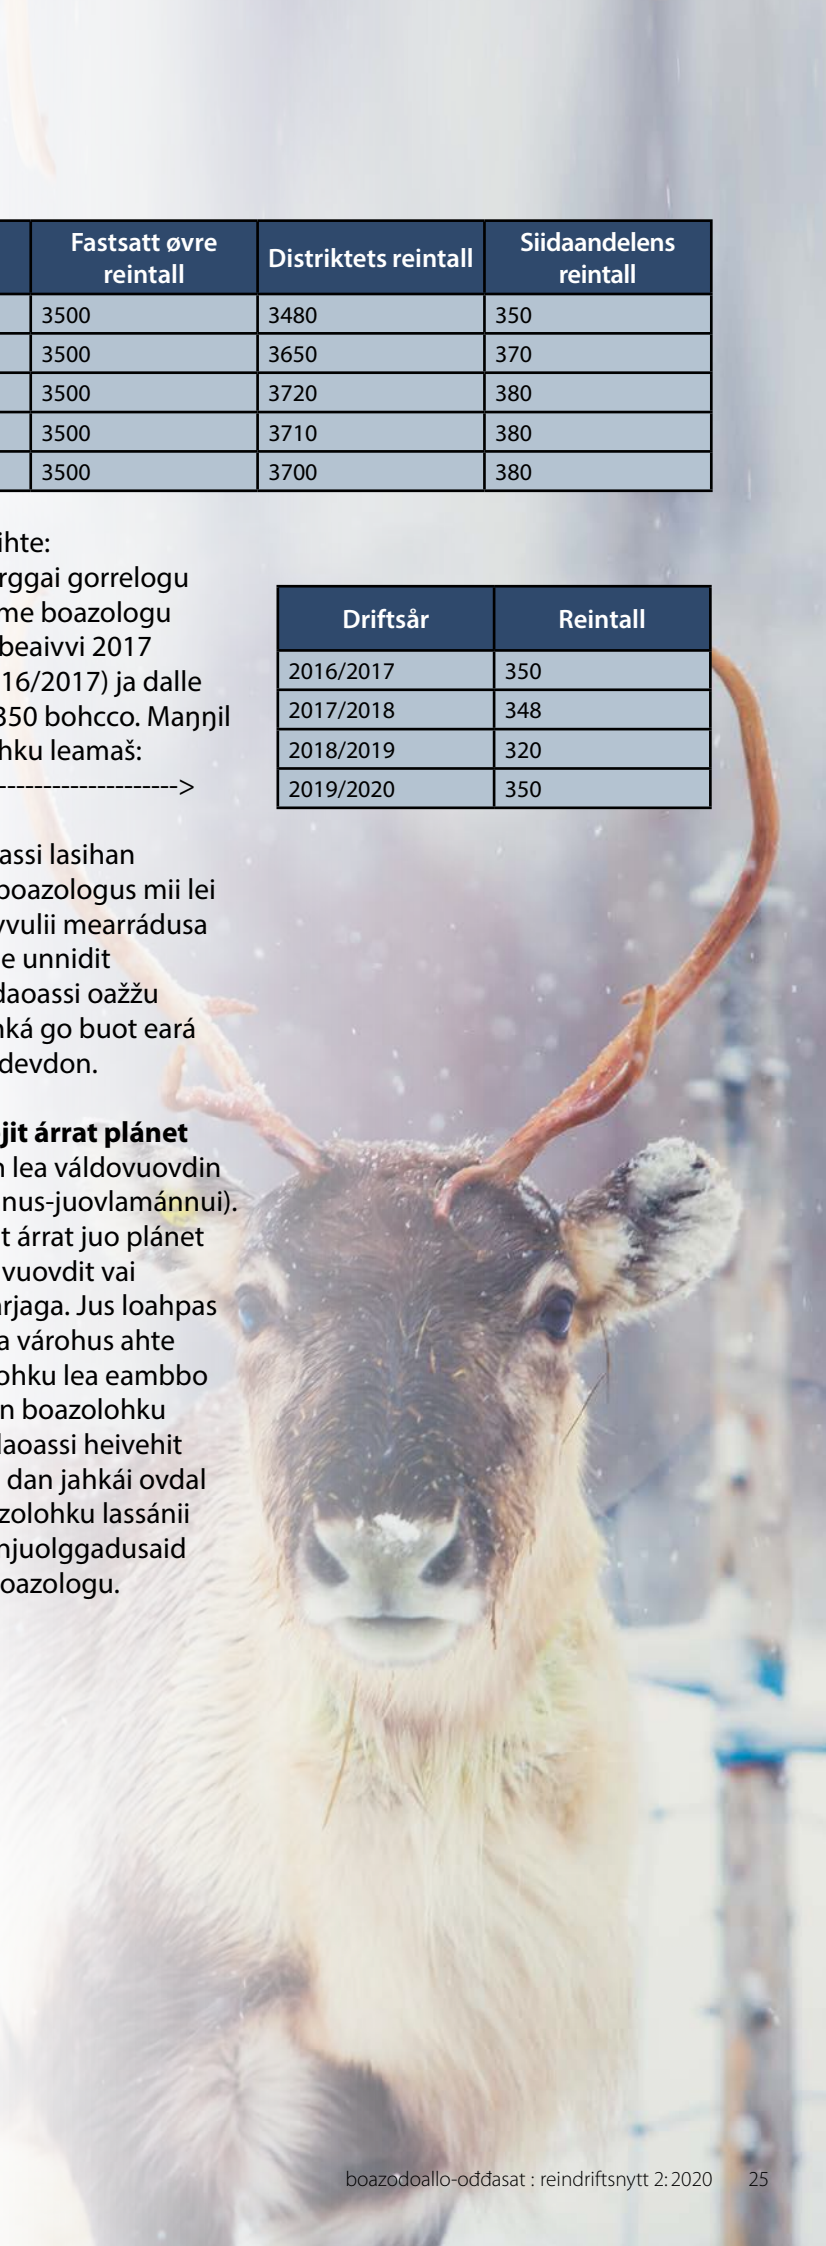 Fastsatt øvre reintall | Distriktets reintall | Siidaandelens reintall
3500 | 3480 | 350
3500 | 3650 | 370
3500 | 3720 | 380
3500 | 3710 | 380
3500 | 3700 | 380
ihte:
rggai gorrelogu
me boazologu
beaivvi 2017
16/2017) ja dalle
350 bohcco. Maŋŋil
hku leamaš:
--------------------->
Driftsår | Reintall
2016/2017 | 350
2017/2018 | 348
2018/2019 | 320
2019/2020 | 350
assi lasihan
boazologus mii lei
vvulii mearrádusa
e unnidit
daoassi oažžu
hká go buot eará
devdon.
jit árrat plánet
n lea váldovuovdin
nus-juovlamánnui).
t árrat juo plánet
vuovdit vai
arjaga. Jus loahpas
a várohus ahte
ohku lea eambbo
n boazolohku
daoassi heivehit
dan jahkái ovdal
zolohku lassánii
njuolggadusaid
oazologu.
boazodoallo-ođđasat : reindriftsnytt 2: 2020 25